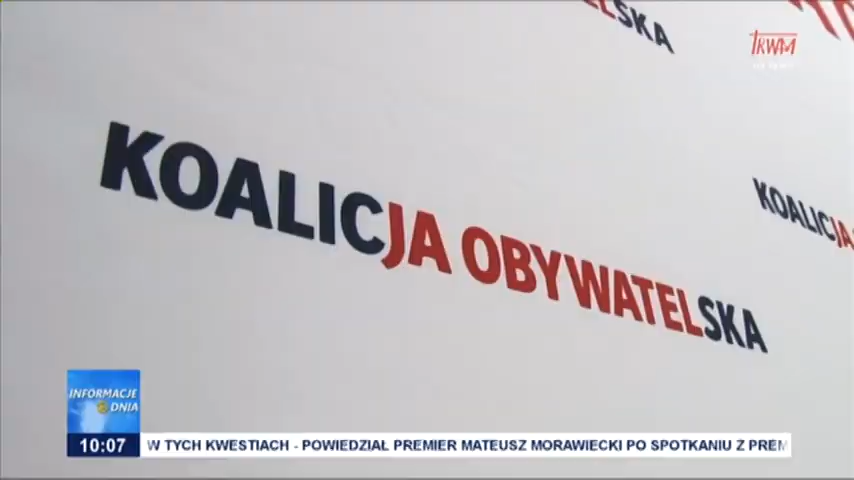 SKA
TRWAM
KOALICJA OBYWATELSKA
KOALICJA
INFORMACJE
DNIA
10:07
W TYCH KWESTIACH - POWIEDZIAŁ PREMIER MATEUSZ MORAWIECKI PO SPOTKANIU Z PREM